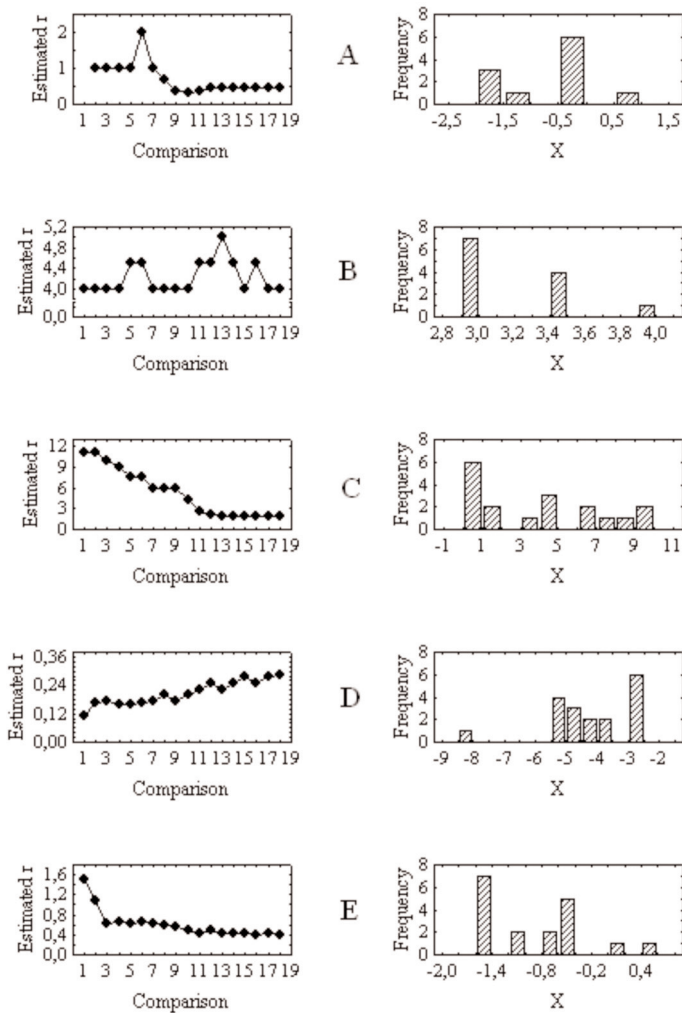 Estimated r
2
1
0
1 3 5 7 9 11 13 15 17 19
Comparison
A
Frequency
8
6
4
2
0
-2,5 -1,5 -0,5 0,5 1,5
X
Estimated r
5,2
4,8
4,4
4,0
0,0
1 3 5 7 9 11 13 15 17 19
Comparison
B
Frequency
8
6
4
2
0
2,8 3,0 3,2 3,4 3,6 3,8 4,0
X
Estimated r
12
9
6
3
0
1 3 5 7 9 11 13 15 17 19
Comparison
C
Frequency
8
6
4
2
0
-1 1 3 5 7 9 11
X
Estimated r
0,36
0,24
0,12
0,00
1 3 5 7 9 11 13 15 17 19
Comparison
D
Frequency
8
6
4
2
0
-9 -8 -7 -6 -5 -4 -3 -2
X
Estimated r
1,6
1,2
0,8
0,4
0,0
1 3 5 7 9 11 13 15 17 19
Comparison
E
Frequency
8
6
4
2
0
-2,0 -1,4 -0,8 -0,2 0,4
X